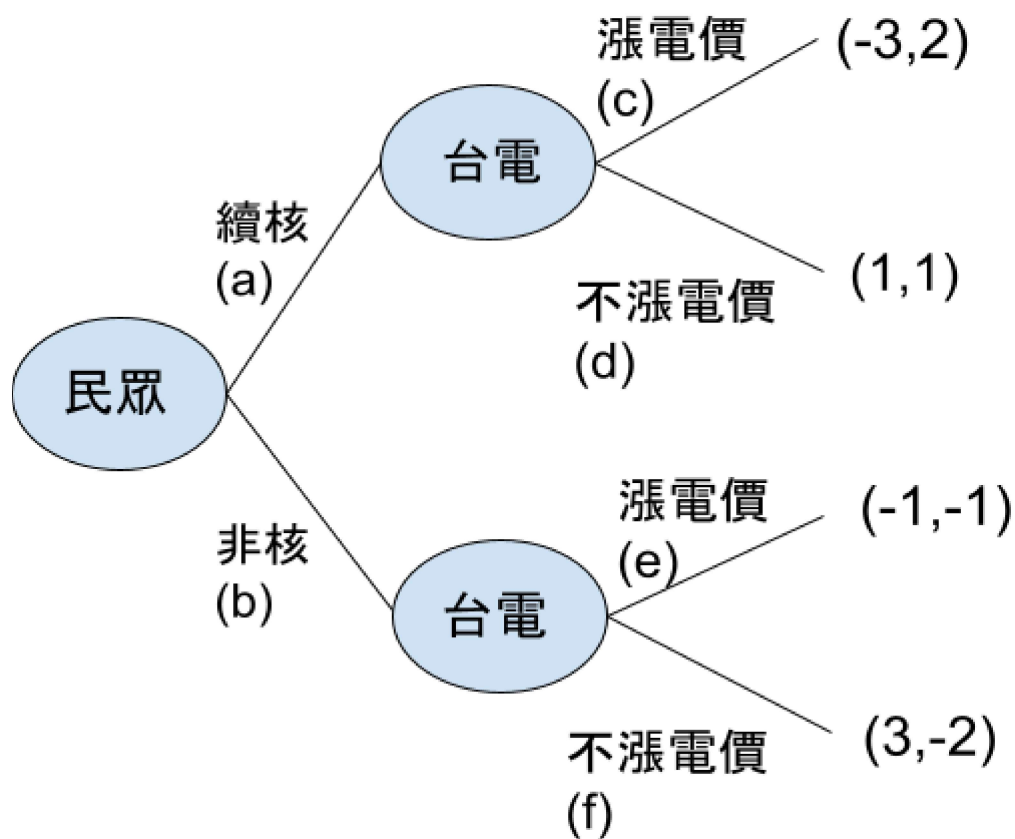 漲電價
(c)
(-3,2)
台電
續核
(a)
不漲電價
(d)
(1,1)
民眾
漲電價
(e)
(-1,-1)
非核
(b)
台電
不漲電價
(f)
(3,-2)